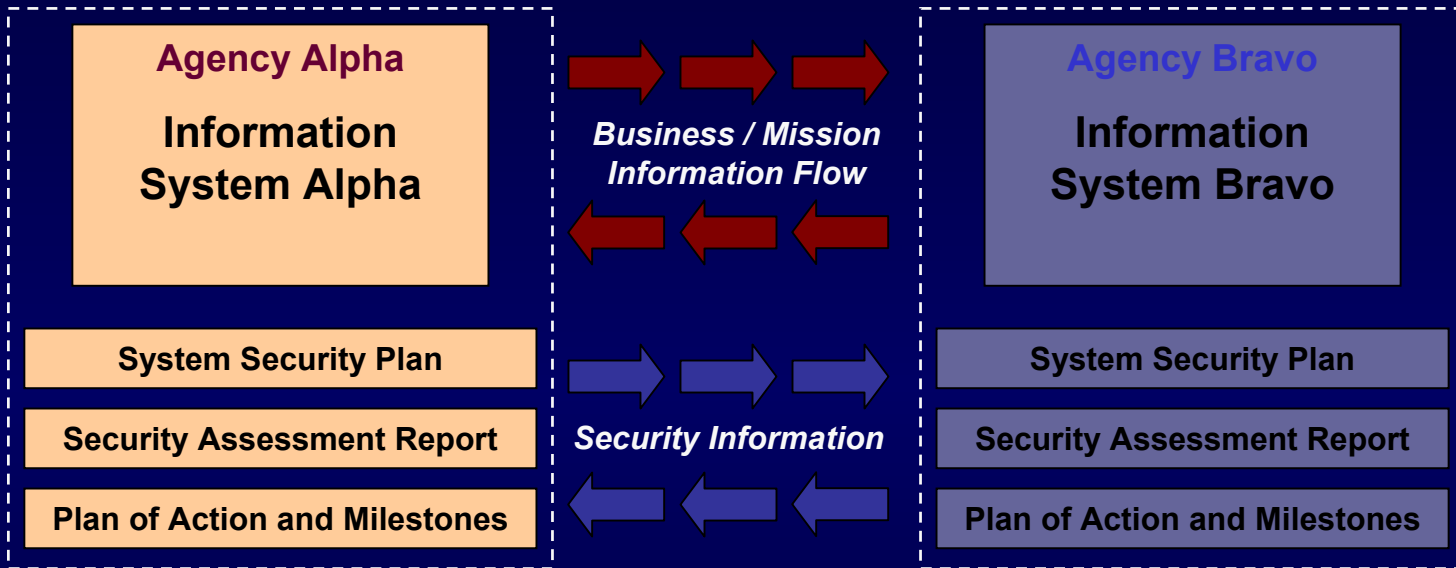 Agency Alpha
Information
System Alpha
System Security Plan
Security Assessment Report
Plan of Action and Milestones
Business / Mission
Information Flow
Security Information
Agency Bravo
Information
System Bravo
System Security Plan
Security Assessment Report
Plan of Action and Milestones